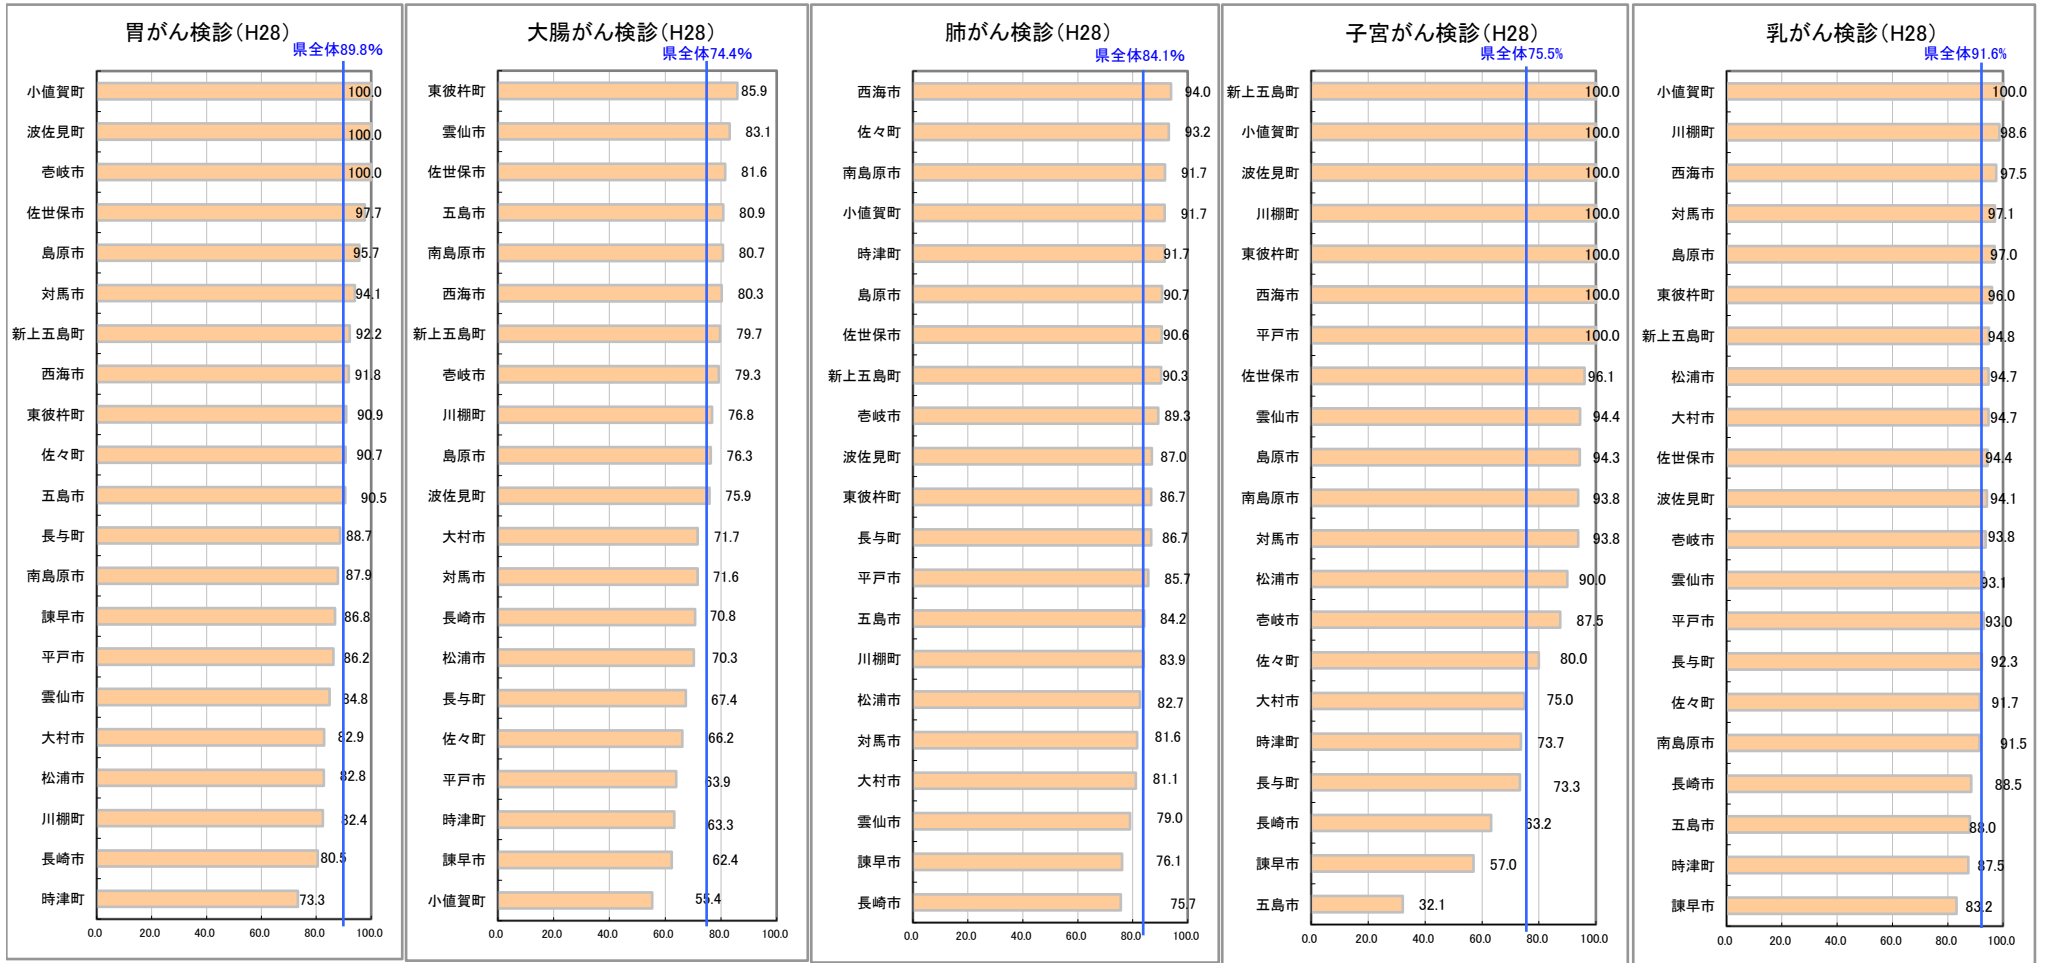 胃がん検診(H28)
県全体89.8%
小値賀町 100.0
波佐見町 100.0
壱岐市 100.0
佐世保市 97.7
島原市 95.7
対馬市 94.1
新上五島町 92.2
西海市 91.8
東彼杵町 90.9
佐々町 90.7
五島市 90.5
長与町 88.7
南島原市 87.9
諫早市 86.8
平戸市 86.2
雲仙市 84.8
大村市 82.9
松浦市 82.8
川棚町 82.4
長崎市 80.5
時津町 73.3
0.0 20.0 40.0 60.0 80.0 100.0
大腸がん検診(H28)
県全体74.4%
東彼杵町 85.9
雲仙市 83.1
佐世保市 81.6
五島市 80.9
南島原市 80.7
西海市 80.3
新上五島町 79.7
壱岐市 79.3
川棚町 76.8
島原市 76.3
波佐見町 75.9
大村市 71.7
対馬市 71.6
長崎市 70.8
松浦市 70.3
長与町 67.4
佐々町 66.2
平戸市 63.9
時津町 63.3
諫早市 62.4
小値賀町 55.4
0.0 20.0 40.0 60.0 80.0 100.0
肺がん検診(H28)
県全体84.1%
西海市 94.0
佐々町 93.2
南島原市 91.7
小値賀町 91.7
時津町 91.7
島原市 90.7
佐世保市 90.6
新上五島町 90.3
壱岐市 89.3
波佐見町 87.0
東彼杵町 86.7
長与町 86.7
平戸市 85.7
五島市 84.2
川棚町 83.9
松浦市 82.7
対馬市 81.6
大村市 81.1
雲仙市 79.0
諫早市 76.1
長崎市 75.7
0.0 20.0 40.0 60.0 80.0 100.0
子宮がん検診(H28)
県全体75.5%
新上五島町 100.0
小値賀町 100.0
波佐見町 100.0
川棚町 100.0
東彼杵町 100.0
西海市 100.0
平戸市 100.0
佐世保市 96.1
雲仙市 94.4
島原市 94.3
南島原市 93.8
対馬市 93.8
松浦市 90.0
壱岐市 87.5
佐々町 80.0
大村市 75.0
時津町 73.7
長与町 73.3
長崎市 63.2
諫早市 57.0
五島市 32.1
0.0 20.0 40.0 60.0 80.0 100.0
乳がん検診(H28)
県全体91.6%
小値賀町 100.0
川棚町 98.6
西海市 97.5
対馬市 97.1
島原市 97.0
東彼杵町 96.0
新上五島町 94.8
松浦市 94.7
大村市 94.7
佐世保市 94.4
波佐見町 94.1
壱岐市 93.8
雲仙市 93.1
平戸市 93.0
長与町 92.3
佐々町 91.7
南島原市 91.5
長崎市 88.5
五島市 88.0
時津町 87.5
諫早市 83.2
0.0 20.0 40.0 60.0 80.0 100.0